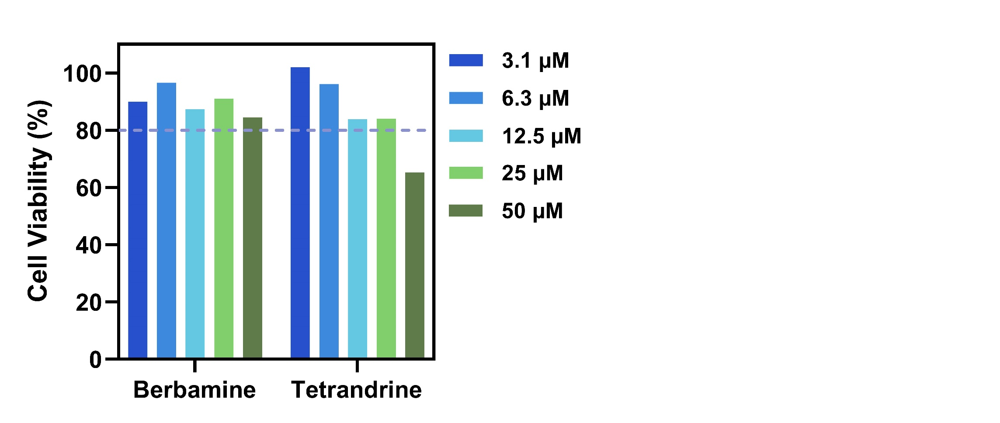 Cell Viability (%)
100
80
60
40
20
0
Berbamine
Tetrandrine
3.1 µM
6.3 µM
12.5 µM
25 µM
50 µM